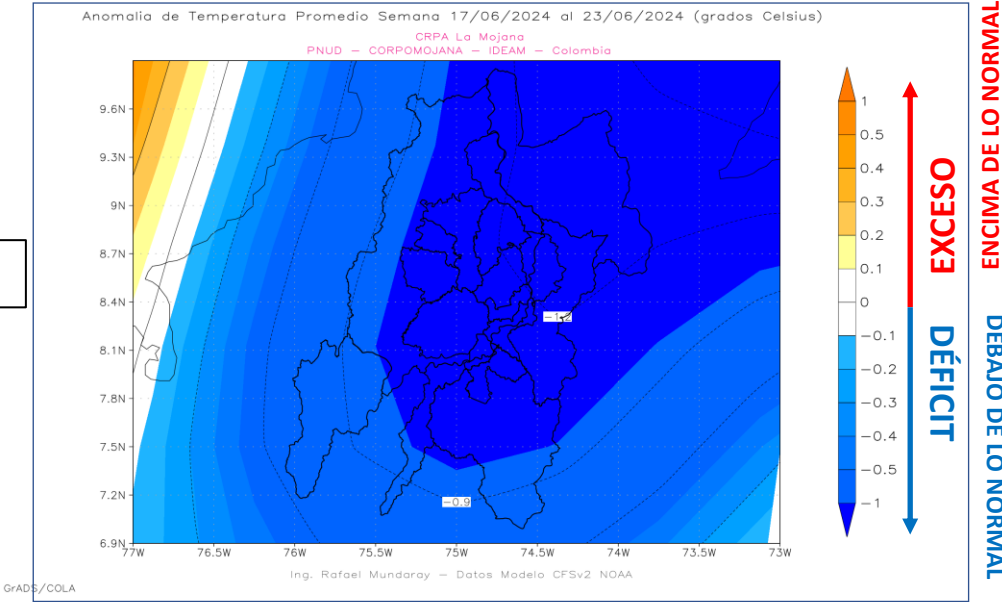 Anomalia de Temperatura Promedio Semana 17/06/2024 al 23/06/2024 (grados Celsius)
CRPA La Mojana
PNUD – CORPOMOJANA – IDEAM – Colombia
9.6N
9.3N
9N
8.7N
8.4N
8.1N
7.8N
7.5N
7.2N
6.9N
77W 76.5W 76W 75.5W 75W 74.5W 74W 73.5W 73W
−1.2
−0.9
1
0.5
0.4
0.3
0.2
0.1
0
−0.1
−0.2
−0.3
−0.4
−0.5
−1
EXCESO
DÉFICIT
ENCIMA DE LO NORMAL
DEBAJO DE LO NORMAL
Ing. Rafael Mundaray – Datos Modelo CFSv2 NOAA
GrADS/COLA